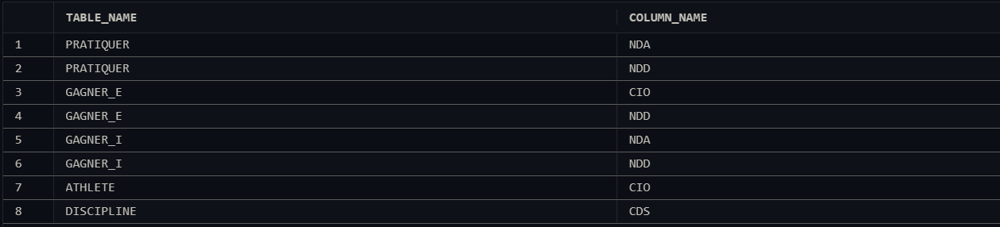 TABLE_NAME COLUMN_NAME
1 PRATIQUER NDA
2 PRATIQUER NDD
3 GAGNER_E CIO
4 GAGNER_E NDD
5 GAGNER_I NDA
6 GAGNER_I NDD
7 ATHLETE CIO
8 DISCIPLINE CDS